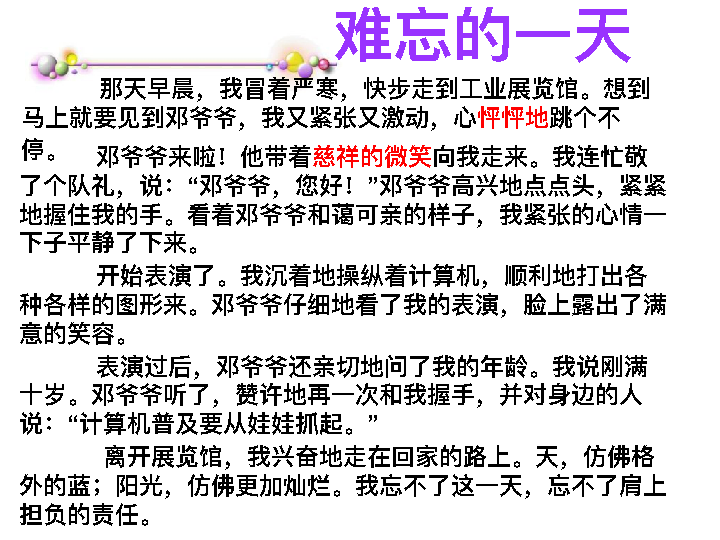 难忘的一天
那天早晨，我冒着严寒，快步走到工业展览馆。想到
马上就要见到邓爷爷，我又紧张又激动，心怦怦地跳个不
停。
邓爷爷来啦！他带着慈祥的微笑向我走来。我连忙敬
了个队礼，说：“邓爷爷，您好！”邓爷爷高兴地点点头，紧紧
地握住我的手。看着邓爷爷和蔼可亲的样子，我紧张的心情一
下子平静了下来。
开始表演了。我沉着地操纵着计算机，顺利地打出各
种各样的图形来。邓爷爷仔细地看了我的表演，脸上露出了满
意的笑容。
表演过后，邓爷爷还亲切地问了我的年龄。我说刚满
十岁。邓爷爷听了，赞许地再一次和我握手，并对身边的人
说：“计算机普及要从娃娃抓起。”
离开展览馆，我兴奋地走在回家的路上。天，仿佛格
外的蓝；阳光，仿佛更加灿烂。我忘不了这一天，忘不了肩上
担负的责任。